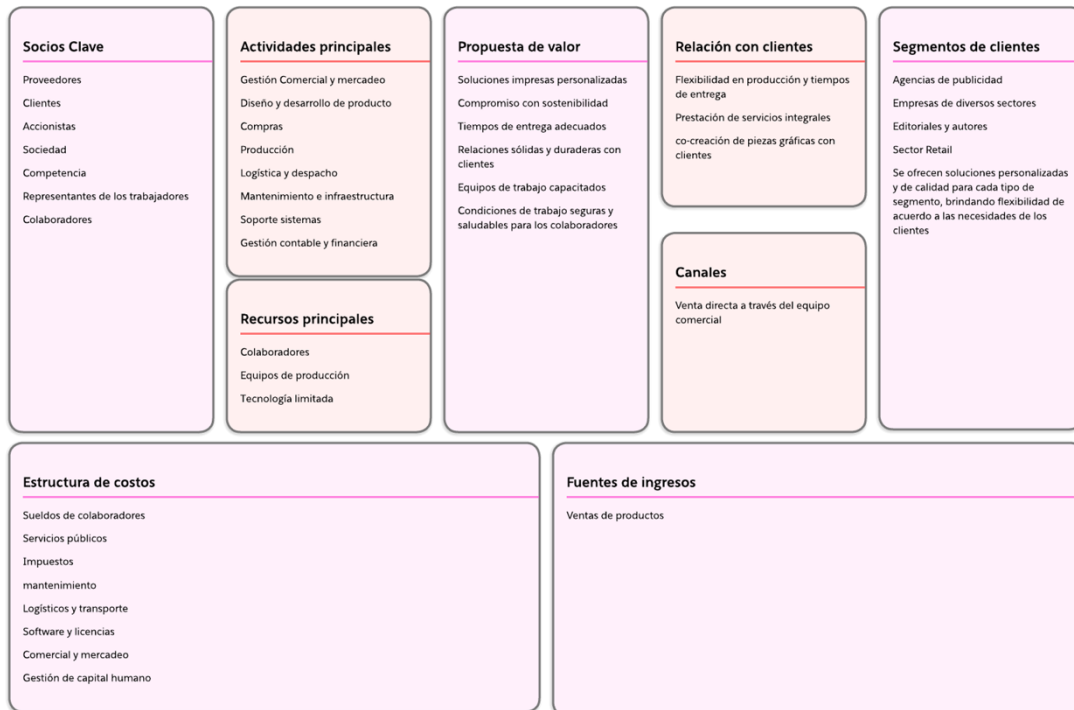 Socios Clave
Proveedores
Clientes
Accionistas
Sociedad
Competencia
Representantes de los trabajadores
Colaboradores
Actividades principales
Gestión Comercial y mercadeo
Diseño y desarrollo de producto
Compras
Producción
Logística y despacho
Mantenimiento e infraestructura
Soporte sistemas
Gestión contable y financiera
Recursos principales
Colaboradores
Equipos de producción
Tecnología limitada
Propuesta de valor
Soluciones impresas personalizadas
Compromiso con sostenibilidad
Tiempos de entrega adecuados
Relaciones sólidas y duraderas con
clientes
Equipos de trabajo capacitados
Condiciones de trabajo seguras y
saludables para los colaboradores
Relación con clientes
Flexibilidad en producción y tiempos
de entrega
Prestación de servicios integrales
co-creación de piezas gráficas con
clientes
Canales
Venta directa a través del equipo
comercial
Segmentos de clientes
Agencias de publicidad
Empresas de diversos sectores
Editoriales y autores
Sector Retail
Se ofrecen soluciones personalizadas
y de calidad para cada tipo de
segmento, brindando flexibilidad de
acuerdo a las necesidades de los
clientes
Estructura de costos
Sueldos de colaboradores
Servicios públicos
Impuestos
mantenimiento
Logísticos y transporte
Software y licencias
Comercial y mercadeo
Gestión de capital humano
Fuentes de ingresos
Ventas de productos